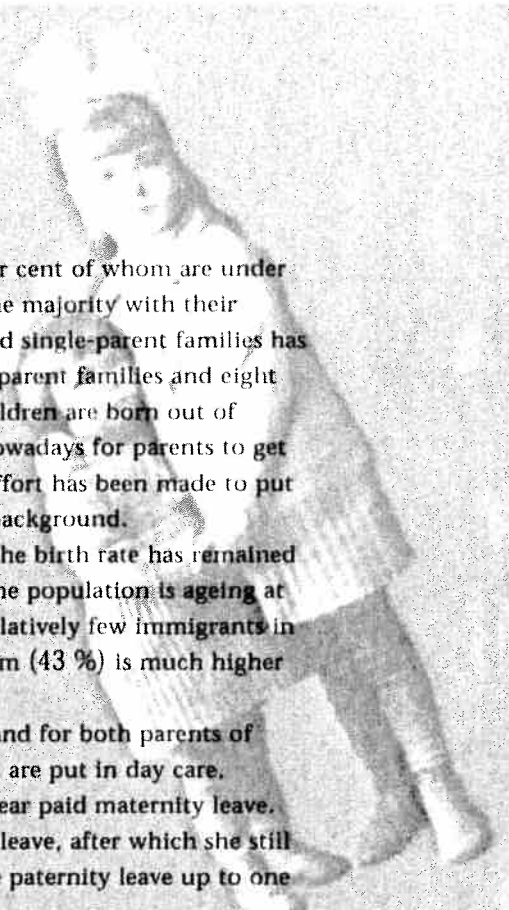 r cent of whom are under
e majority with their
d single-parent families has
parent families and eight
ldren are born out of
owadays for parents to get
ffort has been made to put
ackground.
he birth rate has remained
e population is ageing at
latively few immigrants in
m (43 %) is much higher
and for both parents of
are put in day care.
ear paid maternity leave.
leave, after which she still
e paternity leave up to one